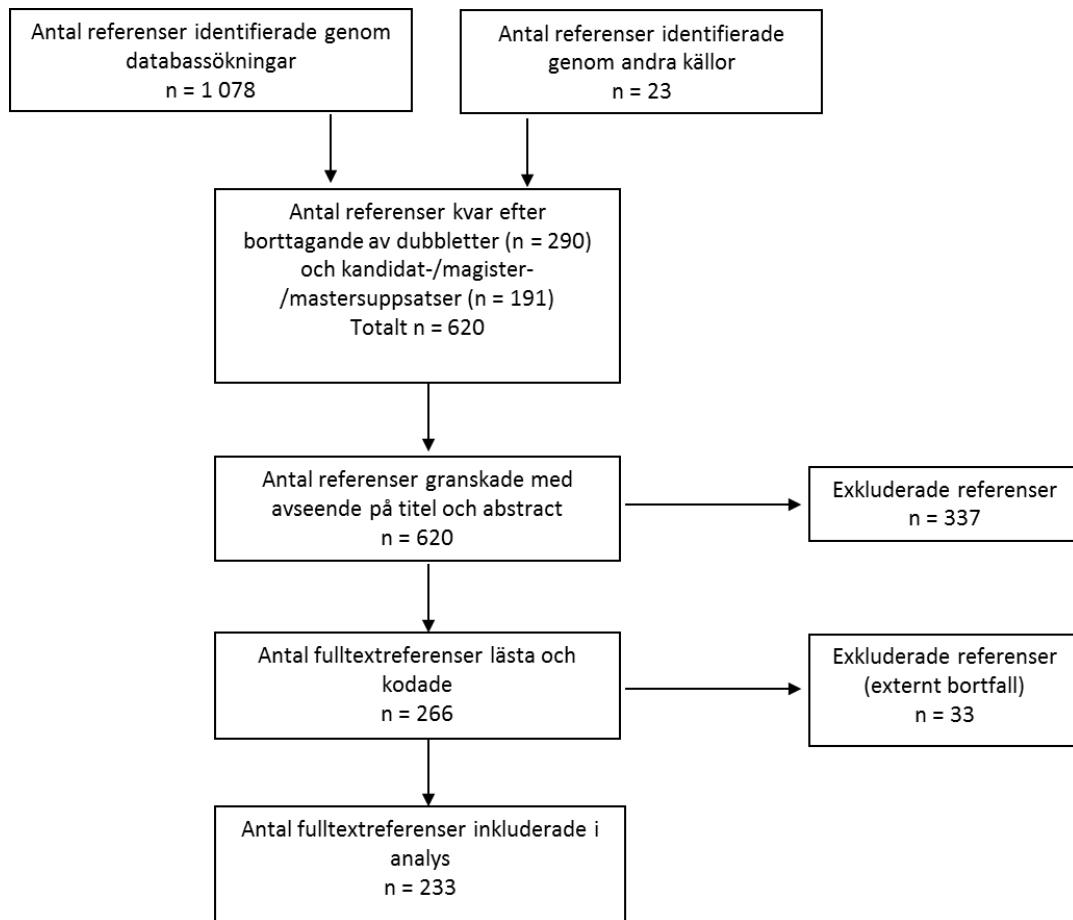 Antal referenser identifierade genom
databassökningar
n = 1 078
Antal referenser identifierade
genom andra källor
n = 23
Antal referenser kvar efter
borttagande av dubbletter (n = 290)
och kandidat-/magister-
/mastersuppsatser (n = 191)
Totalt n = 620
Antal referenser granskade med
avseende på titel och abstract
n = 620
Exkluderade referenser
n = 337
Antal fulltextreferenser lästa och
kodade
n = 266
Exkluderade referenser
(externt bortfall)
n = 33
Antal fulltextreferenser inkluderade i
analys
n = 233